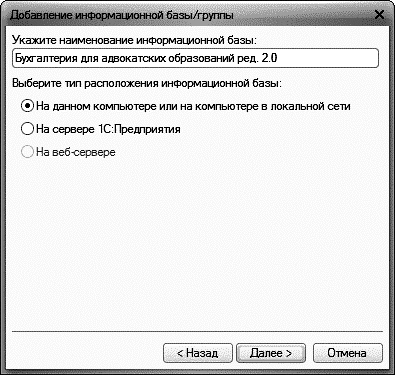 Добавление информационной базы/группы
Укажите наименование информационной базы:
Бухгалтерия для адвокатских образований ред. 2.0
Выберите тип расположения информационной базы:
На данном компьютере или на компьютере в локальной сети
На сервере 1С:Предприятия
На веб-сервере
< Назад
Далее >
Отмена